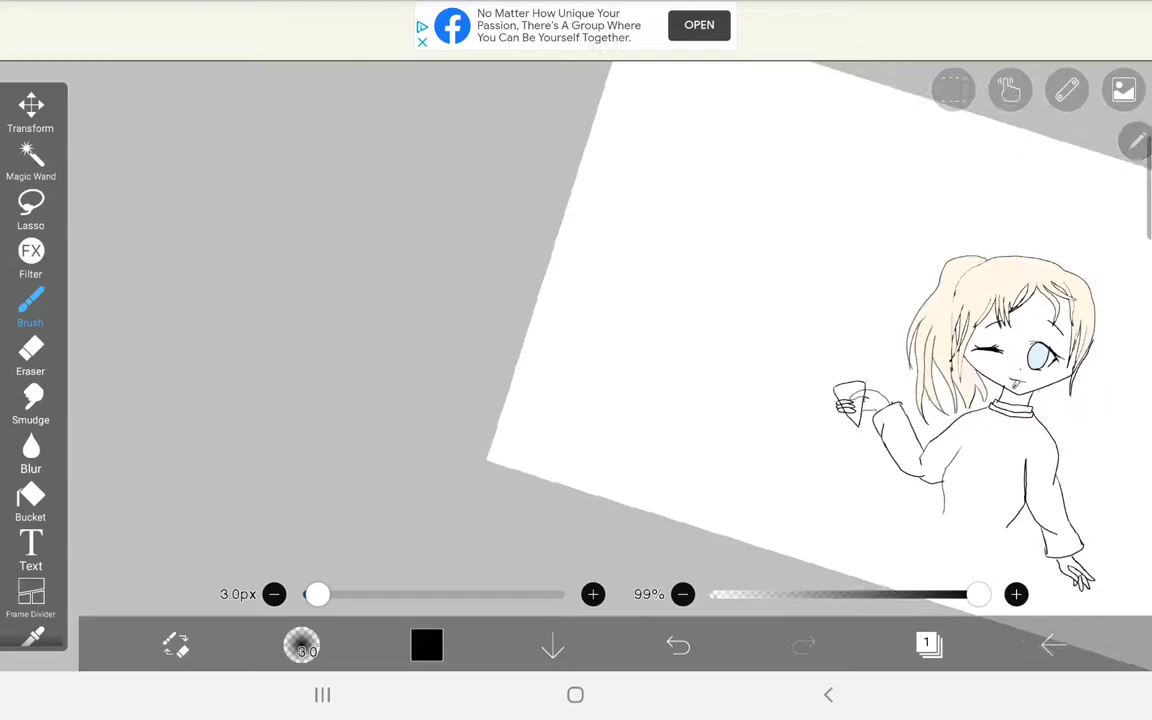 No Matter How Unique Your
Passion, There's A Group Where
You Can Be Yourself Together.
OPEN
Transform
Magic Wand
Lasso
FX
Filter
Brush
Eraser
Smudge
Blur
Bucket
T
Text
Frame Divider
3.0px
99%
3.0
1